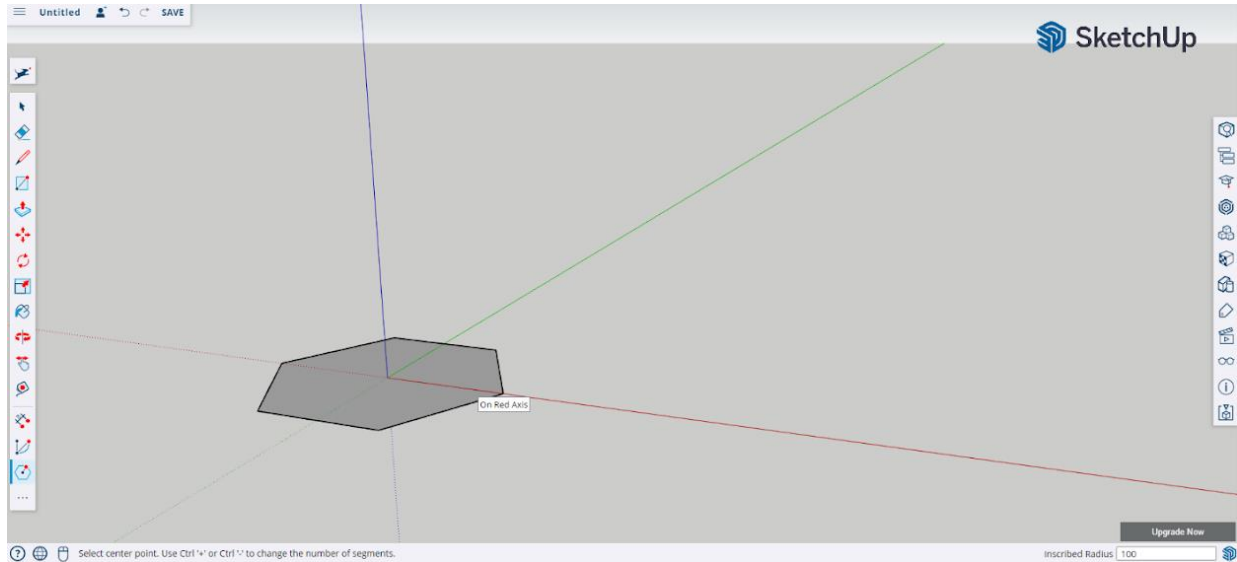 Untitled SAVE
SketchUp
On Red Axis
Upgrade Now
Select center point. Use Ctrl '+' or Ctrl '-' to change the number of segments.
Inscribed Radius 100